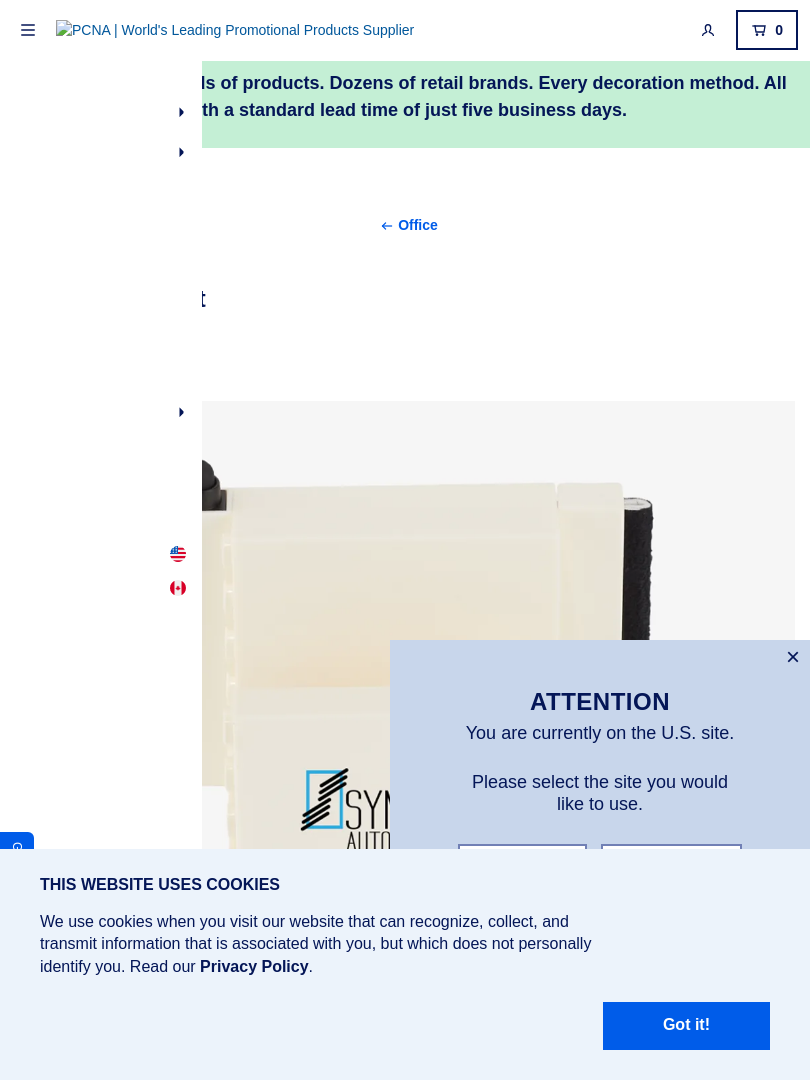 PCNA | World's Leading Promotional Products Supplier
0
of products. Dozens of retail brands. Every decoration method. All
a standard lead time of just five business days.
Office
ATTENTION
You are currently on the U.S. site.
Please select the site you would
like to use.
THIS WEBSITE USES COOKIES
We use cookies when you visit our website that can recognize, collect, and
transmit information that is associated with you, but which does not personally
identify you. Read our Privacy Policy.
Got it!